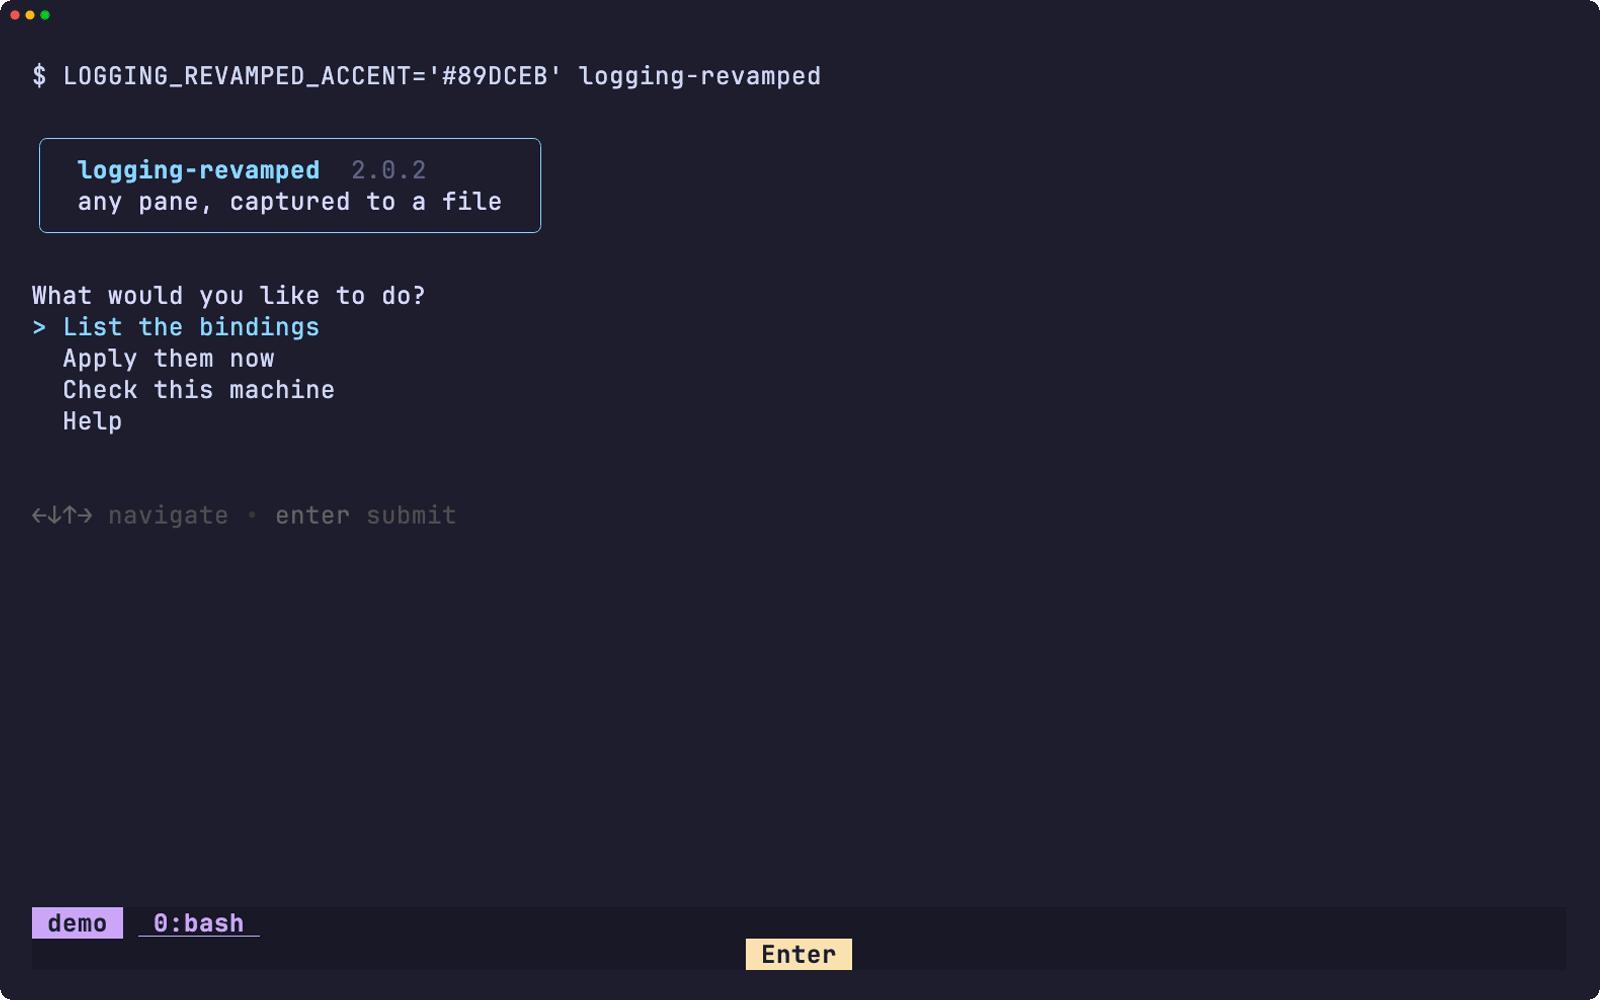 $ LOGGING_REVAMPED_ACCENT='#89DCEB' logging-revamped
logging-revamped 2.0.2
any pane, captured to a file
What would you like to do?
> List the bindings
Apply them now
Check this machine
Help
←↓↑→ navigate • enter submit
demo 0:bash
Enter